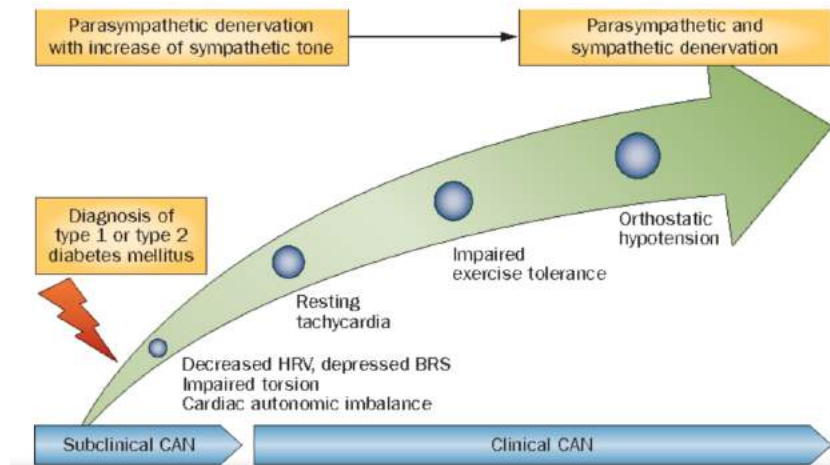 Parasympathetic denervation
with increase of sympathetic tone
Parasympathetic and
sympathetic denervation
Diagnosis of
type 1 or type 2
diabetes mellitus
Orthostatic
hypotension
Impaired
exercise tolerance
Resting
tachycardia
Decreased HRV, depressed BRS
Impaired torsion
Cardiac autonomic imbalance
Subclinical CAN
Clinical CAN